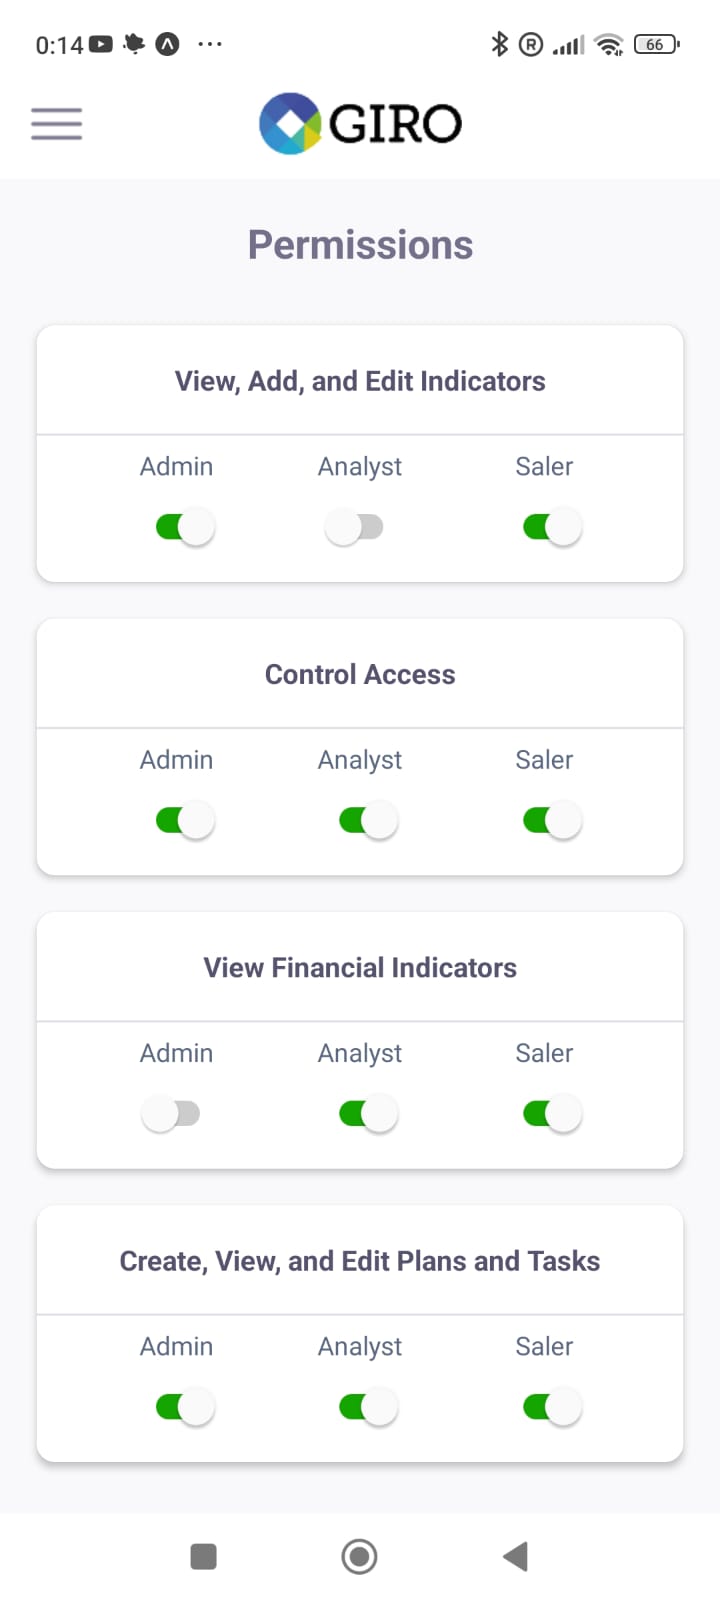 0:14 66
GIRO
Permissions
View, Add, and Edit Indicators
Admin Analyst Saler
Control Access
Admin Analyst Saler
View Financial Indicators
Admin Analyst Saler
Create, View, and Edit Plans and Tasks
Admin Analyst Saler